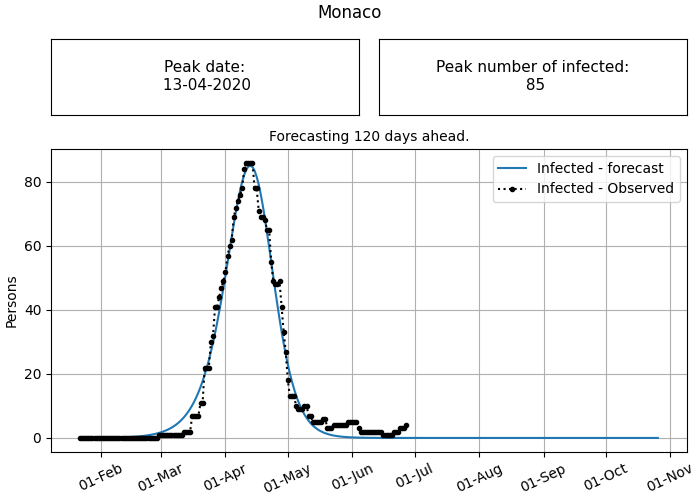 Monaco
Peak date:
13-04-2020
Peak number of infected:
85
Forecasting 120 days ahead.
Infected - forecast
Infected - Observed
Persons
80
60
40
20
0
01-Feb
01-Mar
01-Apr
01-May
01-Jun
01-Jul
01-Aug
01-Sep
01-Oct
01-Nov